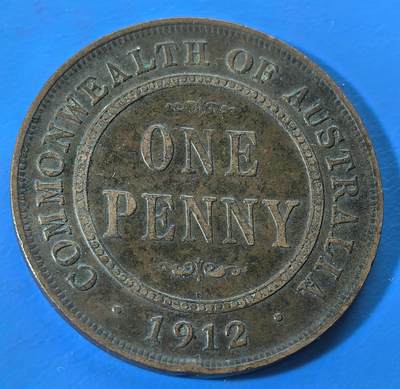 COMMONWEALTH OF AUSTRALIA
ONE
PENNY
· 1912 ·